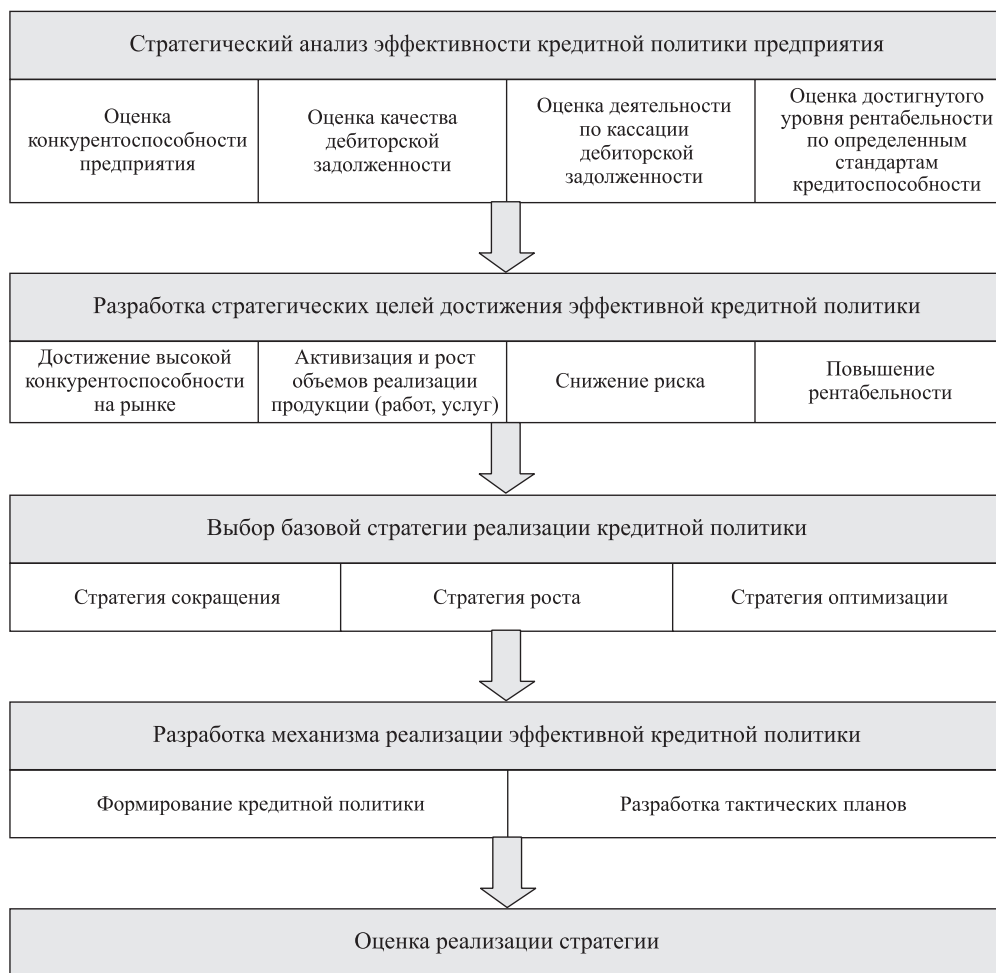 Стратегический анализ эффективности кредитной политики предприятия
Оценка
конкурентоспособности
предприятия
Оценка качества
дебиторской
задолженности
Оценка деятельности
по кассации
дебиторской
задолженности
Оценка достигнутого
уровня рентабельности
по определенным
стандартам
кредитоспособности
Разработка стратегических целей достижения эффективной кредитной политики
Достижение высокой
конкурентоспособности
на рынке
Активизация и рост
объемов реализации
продукции (работ, услуг)
Снижение риска
Повышение
рентабельности
Выбор базовой стратегии реализации кредитной политики
Стратегия сокращения
Стратегия роста
Стратегия оптимизации
Разработка механизма реализации эффективной кредитной политики
Формирование кредитной политики
Разработка тактических планов
Оценка реализации стратегии